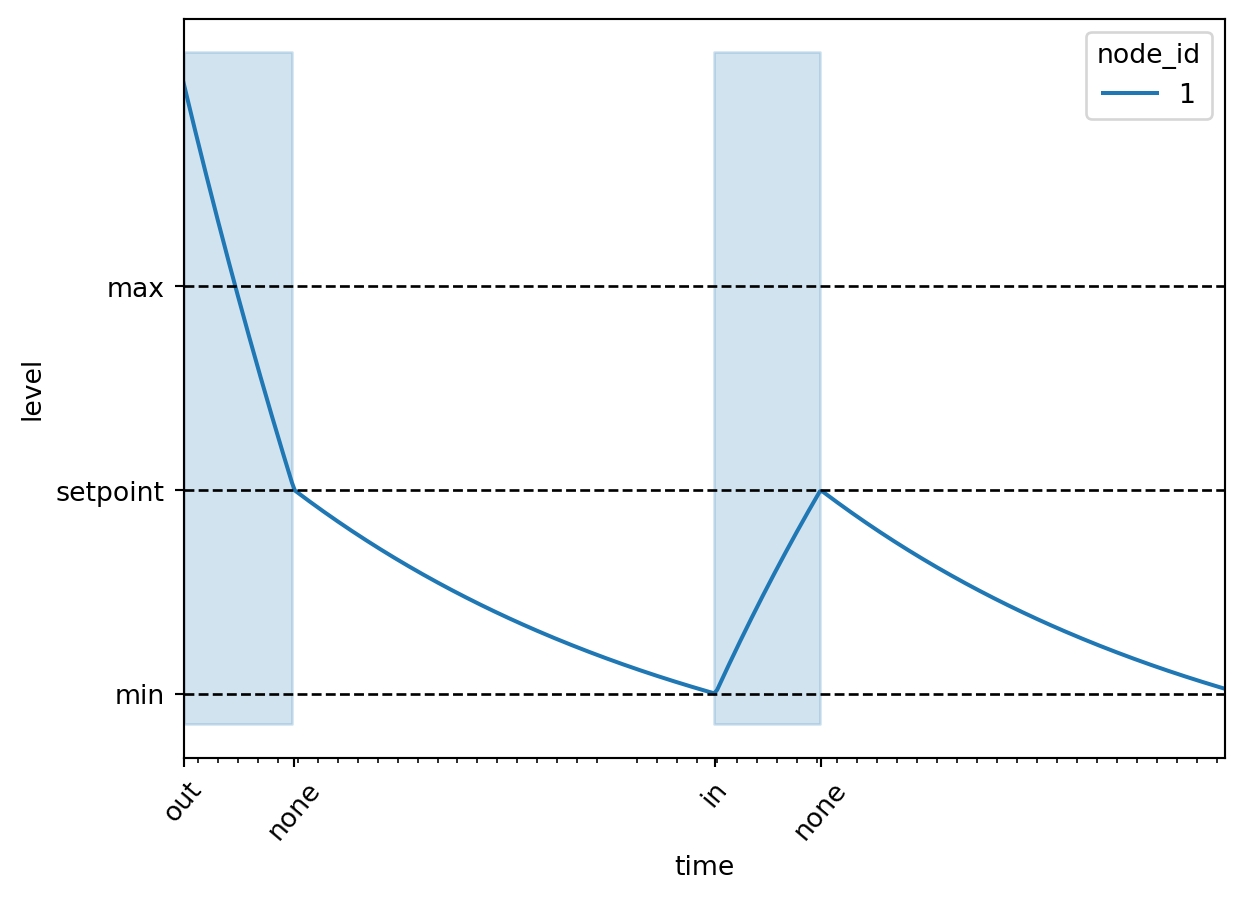 node_id
1
max
setpoint
min
level
out
none
in
none
time